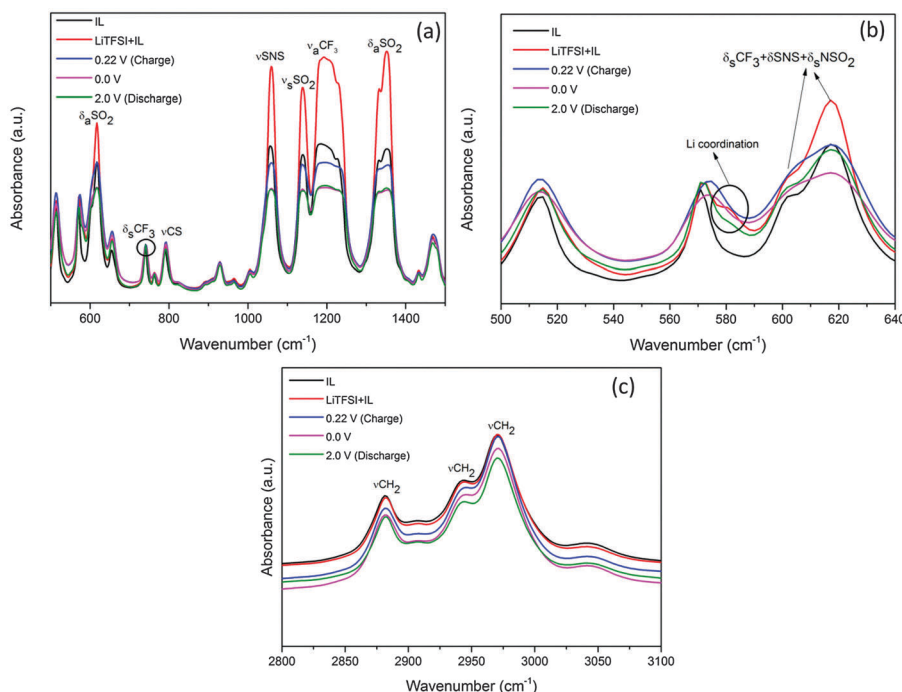 (a)
IL
LiTFSI+IL
0.22 V (Charge)
0.0 V
2.0 V (Discharge)
δaSO2
δsCF3
νCS
νSNS
νsSO2
νaCF3
δaSO2
Absorbance (a.u.)
600 800 1000 1200 1400
Wavenumber (cm-1)
(b)
IL
LiTFSI+IL
0.22 V (Charge)
0.0 V
2.0 V (Discharge)
δsCF3+δSNS+δsNSO2
Li coordination
Absorbance (a.u.)
500 520 540 560 580 600 620 640
Wavenumber (cm-1)
(c)
IL
LiTFSI+IL
0.22 V (Charge)
0.0 V
2.0 V (Discharge)
νCH2
νCH2
νCH2
Absorbance (a.u.)
2800 2850 2900 2950 3000 3050 3100
Wavenumber (cm-1)